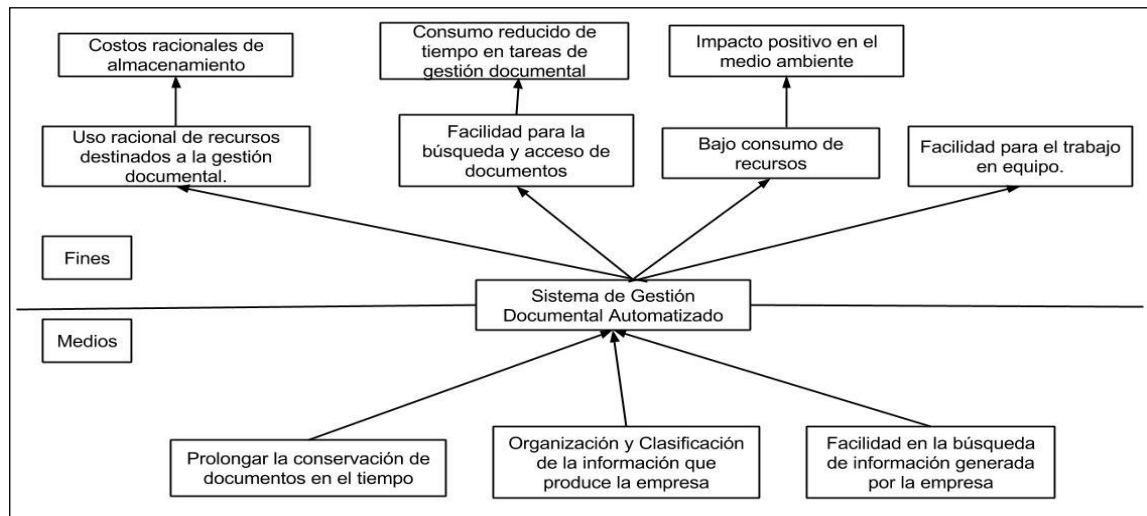 Costos racionales de
almacenamiento
Consumo reducido de
tiempo en tareas de
gestión documental
Impacto positivo en el
medio ambiente
Uso racional de recursos
destinados a la gestión
documental.
Facilidad para la
búsqueda y acceso de
documentos
Bajo consumo de
recursos
Facilidad para el trabajo
en equipo.
Fines
Sistema de Gestión
Documental Automatizado
Medios
Prolongar la conservación de
documentos en el tiempo
Organización y Clasificación
de la información que
produce la empresa
Facilidad en la búsqueda
de información generada
por la empresa